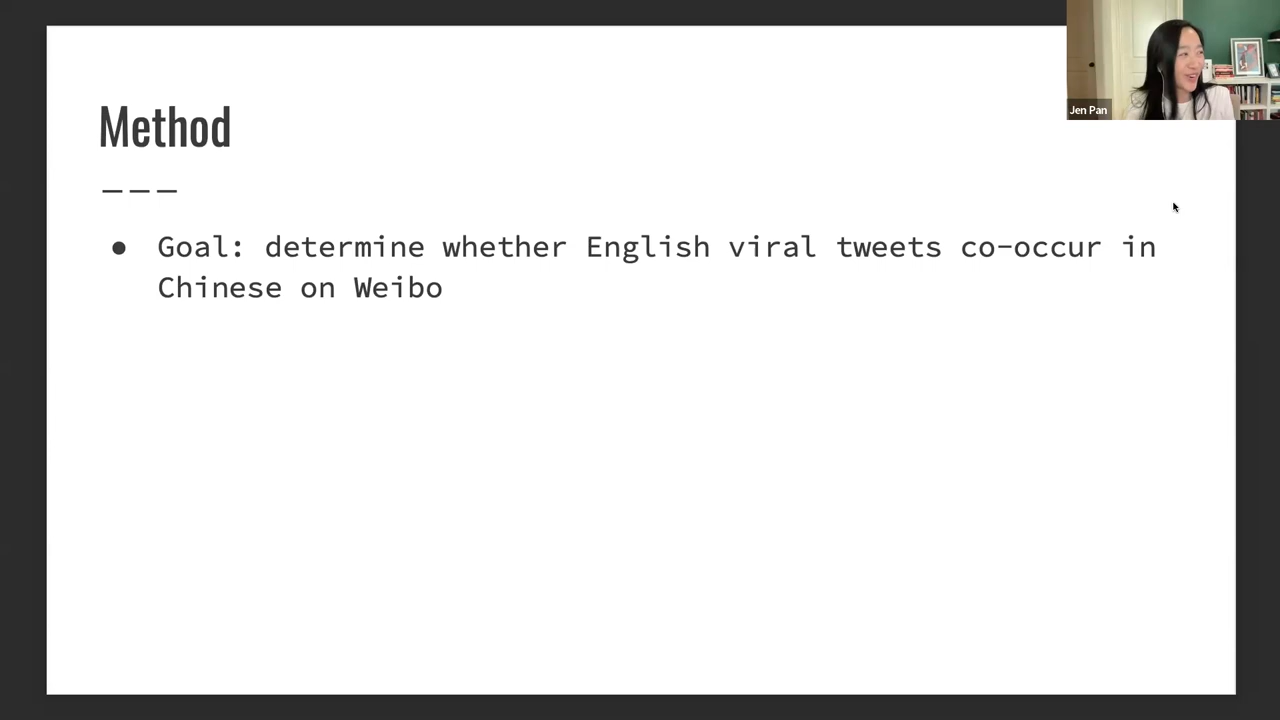 Method
● Goal: determine whether English viral tweets co-occur in
Chinese on Weibo
Jen Pan